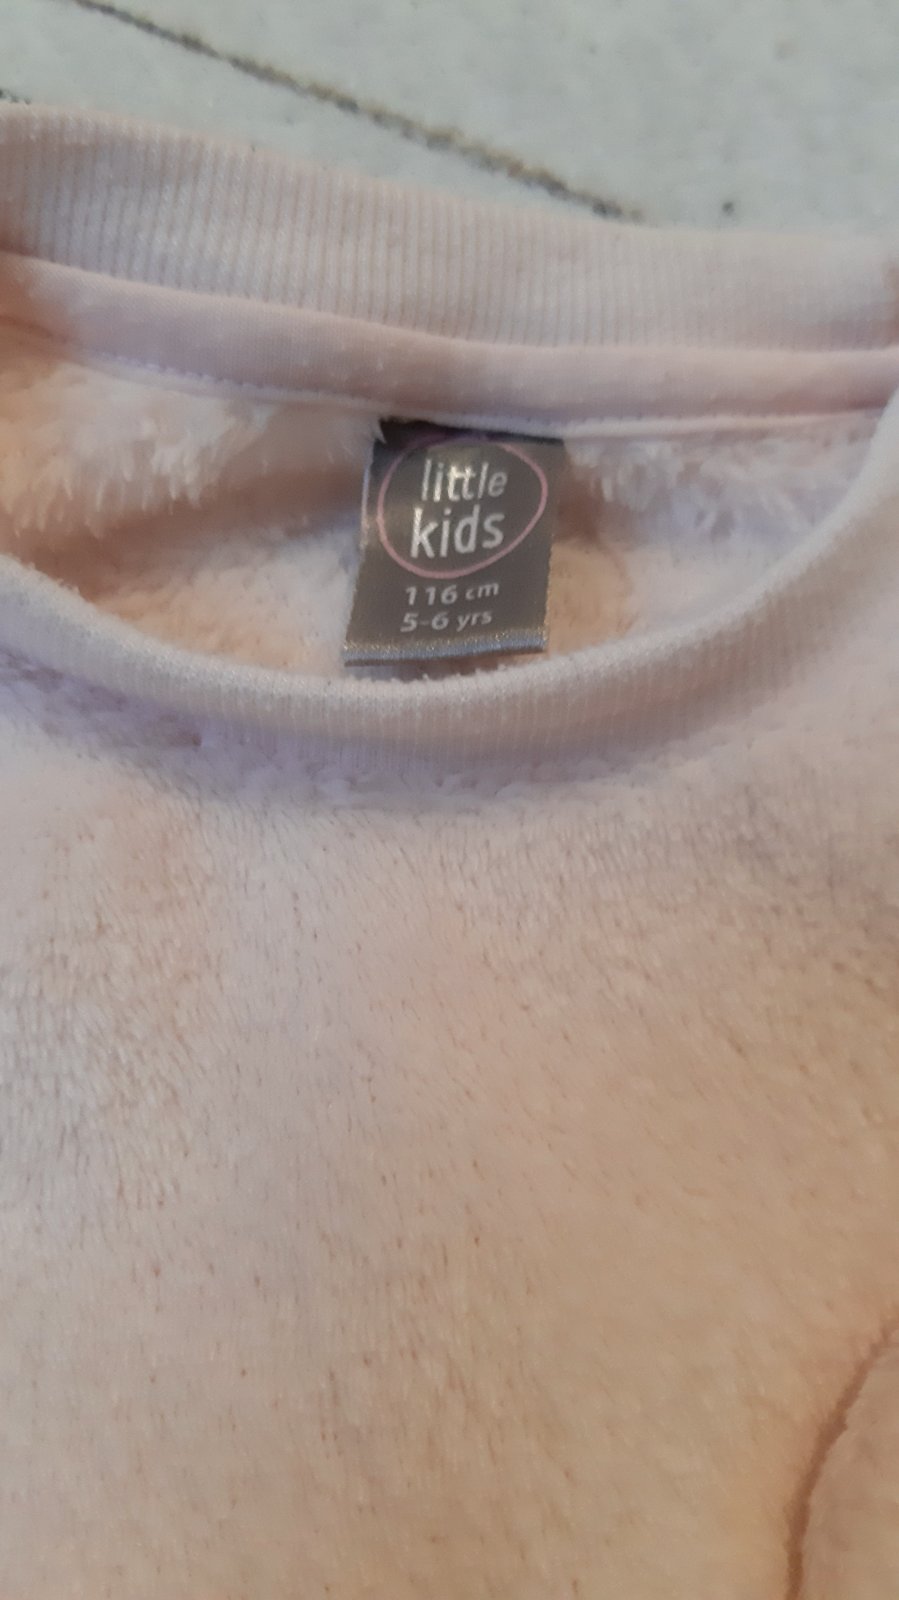 little
kids
116 cm
5-6 yrs